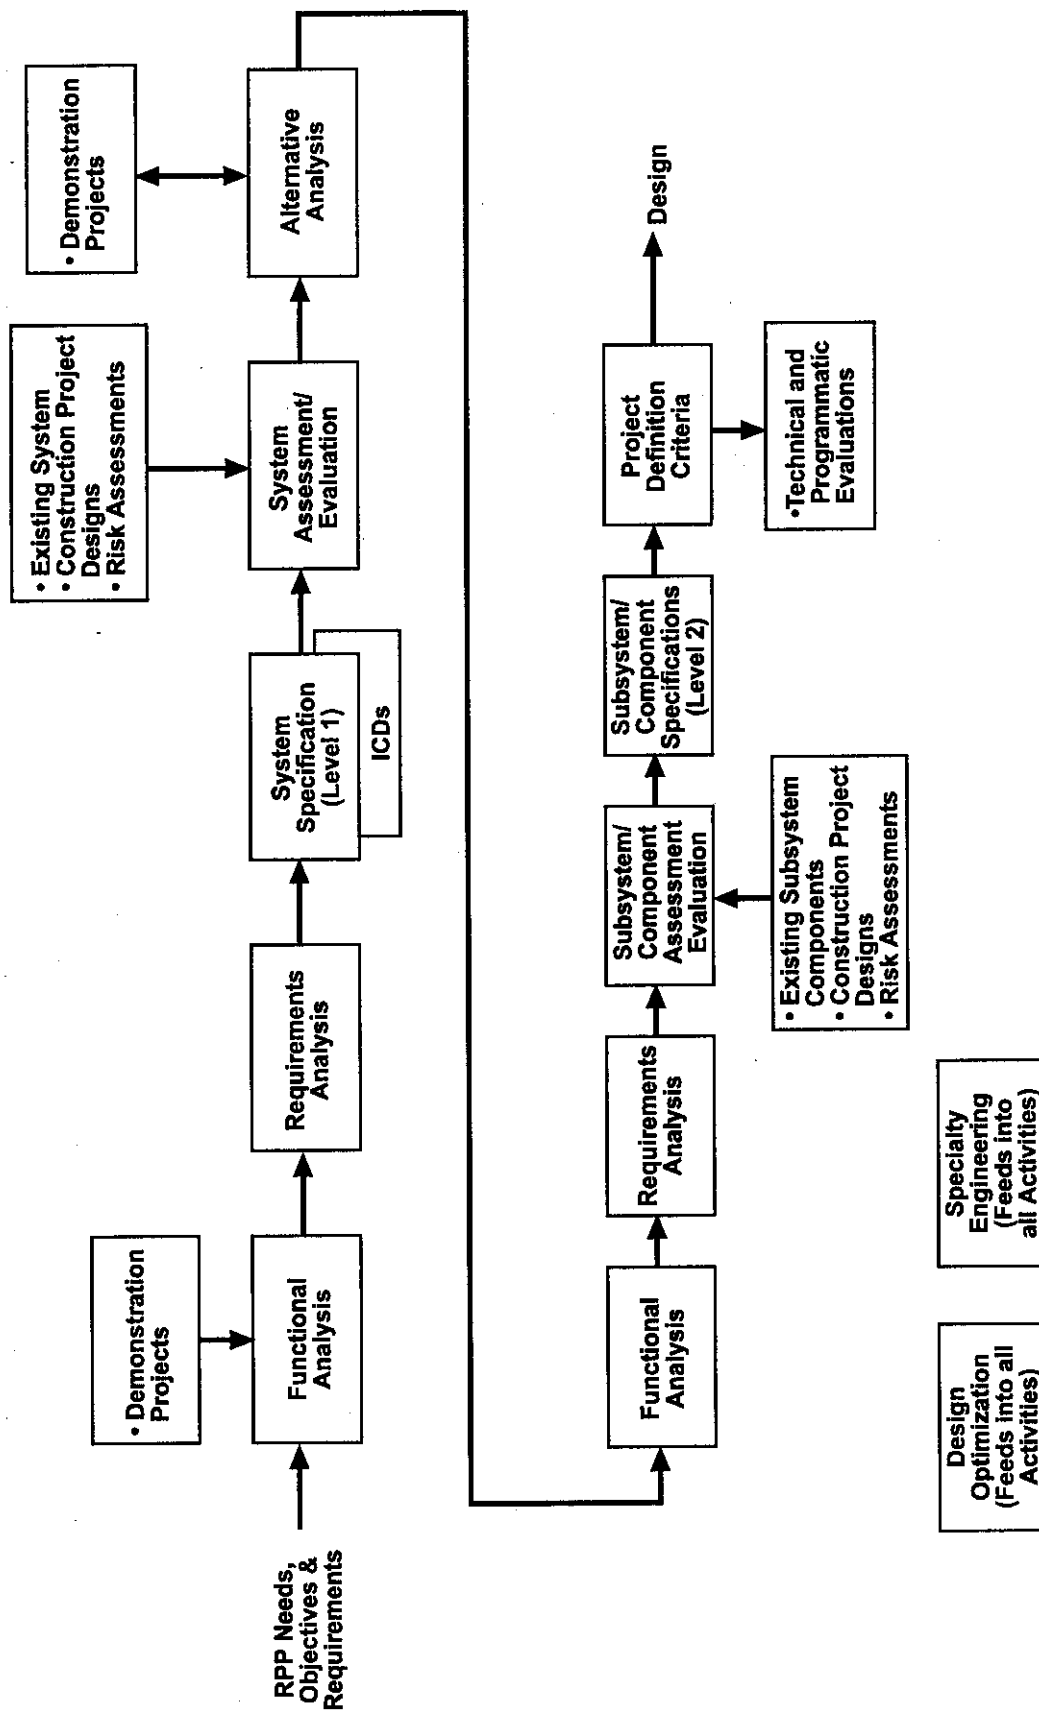 • Demonstration
Projects
• Existing System
• Construction Project
Designs
• Risk Assessments
• Demonstration
Projects
RPP Needs,
Objectives &
Requirements
Functional
Analysis
Requirements
Analysis
System
Specification
(Level 1)
ICDs
System
Assessment/
Evaluation
Alternative
Analysis
Functional
Analysis
Requirements
Analysis
Subsystem/
Component
Assessment
Evaluation
Subsystem/
Component
Specifications
(Level 2)
Project
Definition
Criteria
Design
• Existing Subsystem
Components
• Construction Project
Designs
• Risk Assessments
•Technical and
Programmatic
Evaluations
Design
Optimization
(Feeds into all
Activities)
Specialty
Engineering
(Feeds into
all Activities)